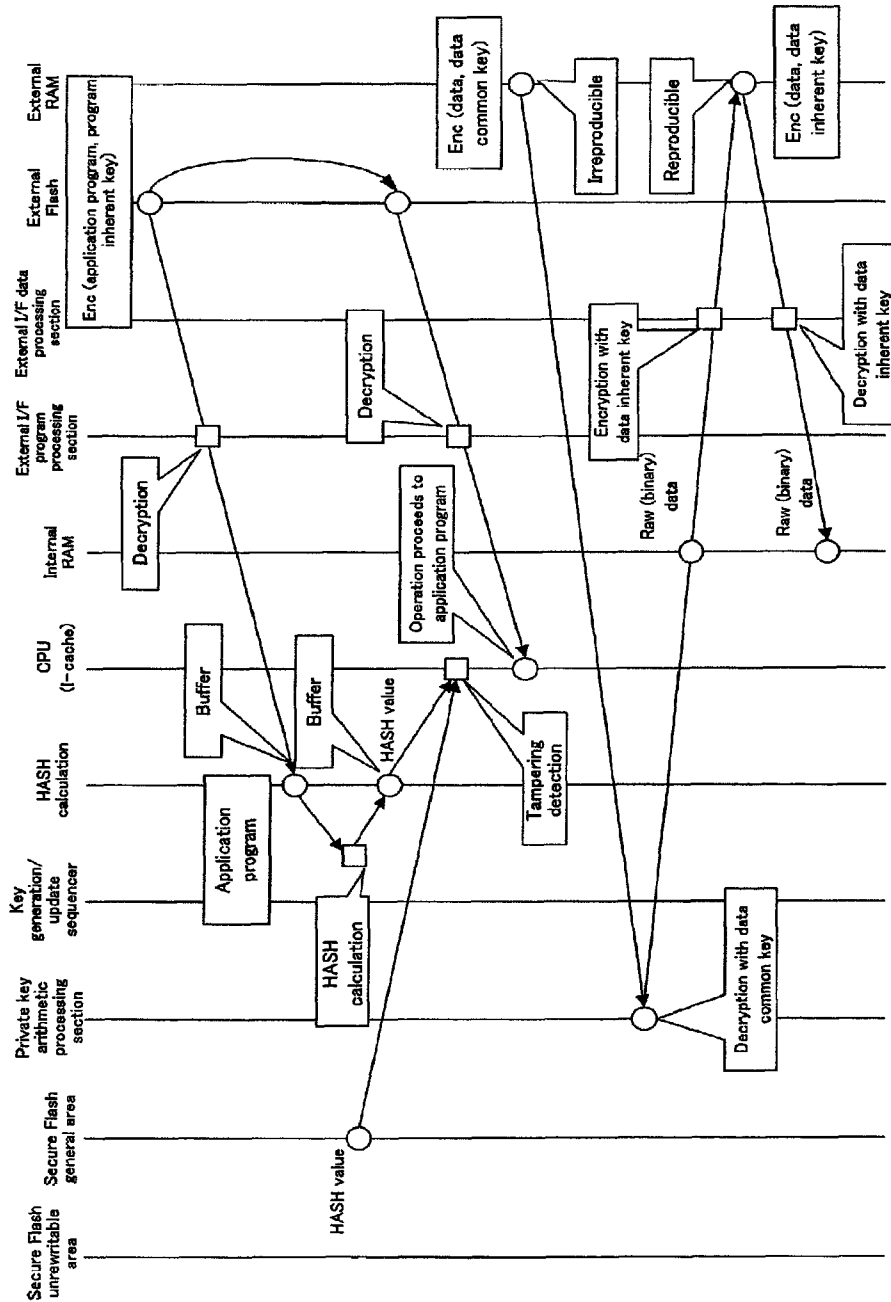 Secure Flash
unrewritable
area
Secure Flash
general area
Private key
arithmetic
processing
section
Key
generation/
update
sequencer
HASH
calculation
CPU
(I-cache)
Internal
RAM
External I/F
program
processing
section
External I/F data
processing
section
External
Flash
External
RAM
Enc (application program, program
inherent key)
Decryption
Buffer
Application
program
HASH
calculation
Buffer
HASH value
HASH value
Decryption
Operation proceeds to
application program
Tampering
detection
Enc (data, data
common key)
Irreproducible
Decryption with data
common key
Reproducible
Encryption with
data inherent key
Raw (binary)
data
Enc (data, data
inherent key)
Decryption with data
inherent key
Raw (binary)
data